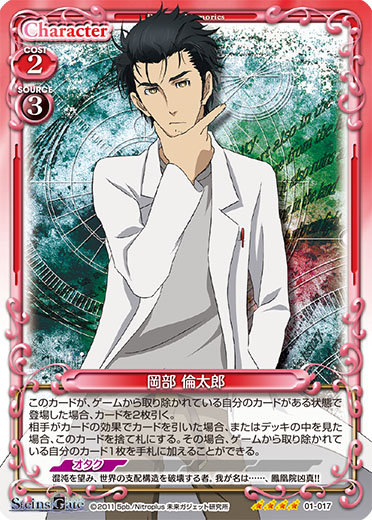 Character
COST
2
SOURCE
3
岡部 倫太郎
このカードが、ゲームから取り除かれている自分のカードがある状態で
登場した場合、カードを2枚引く。
相手がカードの効果でカードを引いた場合、またはデッキの中を見た
場合、このカードを捨て札にする。その場合、ゲームから取り除かれて
いる自分のカード1枚を手札に加えることができる。
オタク
混沌を望み、世界の支配構造を破壊する者、我が名は……、鳳凰院凶真!!
Steins;Gate
©2011 5pb./Nitroplus 未来ガジェット研究所
01-017